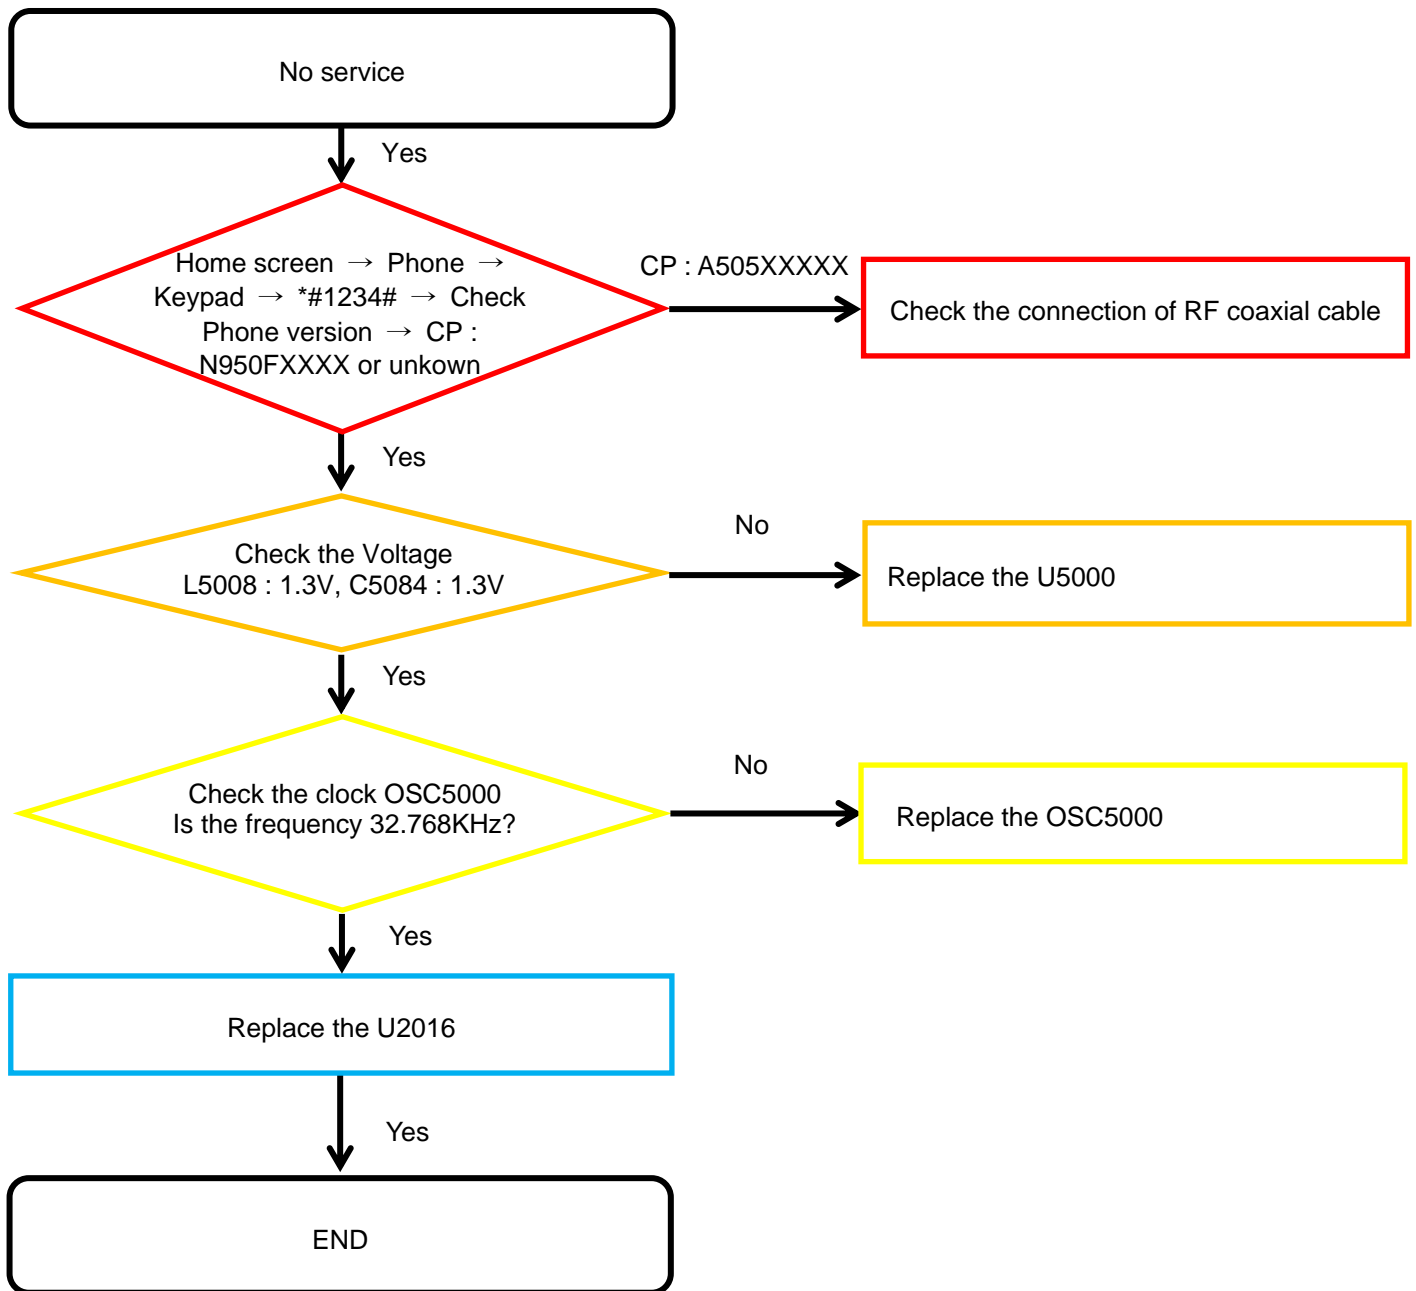 No service
Yes
Home screen → Phone →
Keypad → *#1234# → Check
Phone version → CP :
N950FXXXX or unkown
CP : A505XXXXX
Check the connection of RF coaxial cable
Yes
Check the Voltage
L5008 : 1.3V, C5084 : 1.3V
No
Replace the U5000
Yes
Check the clock OSC5000
Is the frequency 32.768KHz?
No
Replace the OSC5000
Yes
Replace the U2016
Yes
END